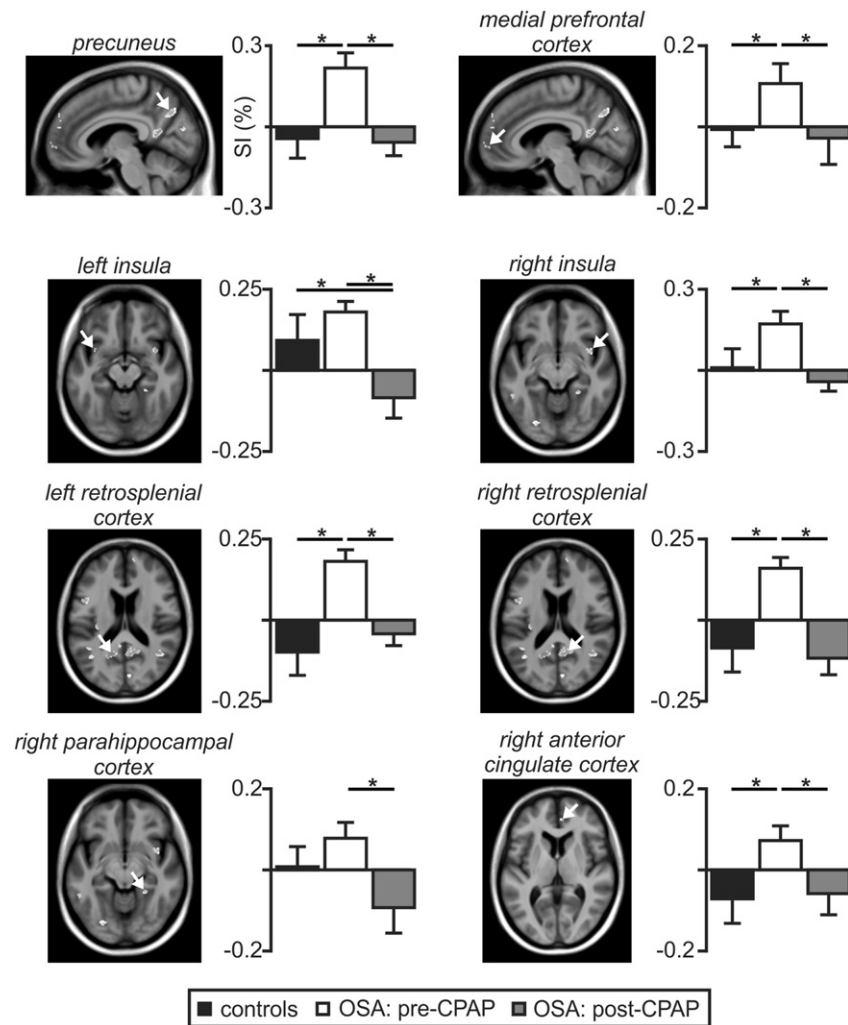 precuneus
0.3
* *
SI (%)
-0.3
medial prefrontal
cortex
0.2
* *
-0.2
left insula
0.25
* *
-0.25
right insula
0.3
* *
-0.3
left retrosplenial
cortex
0.25
* *
-0.25
right retrosplenial
cortex
0.25
* *
-0.25
right parahippocampal
cortex
0.2
*
-0.2
right anterior
cingulate cortex
0.2
* *
-0.2
controls OSA: pre-CPAP OSA: post-CPAP